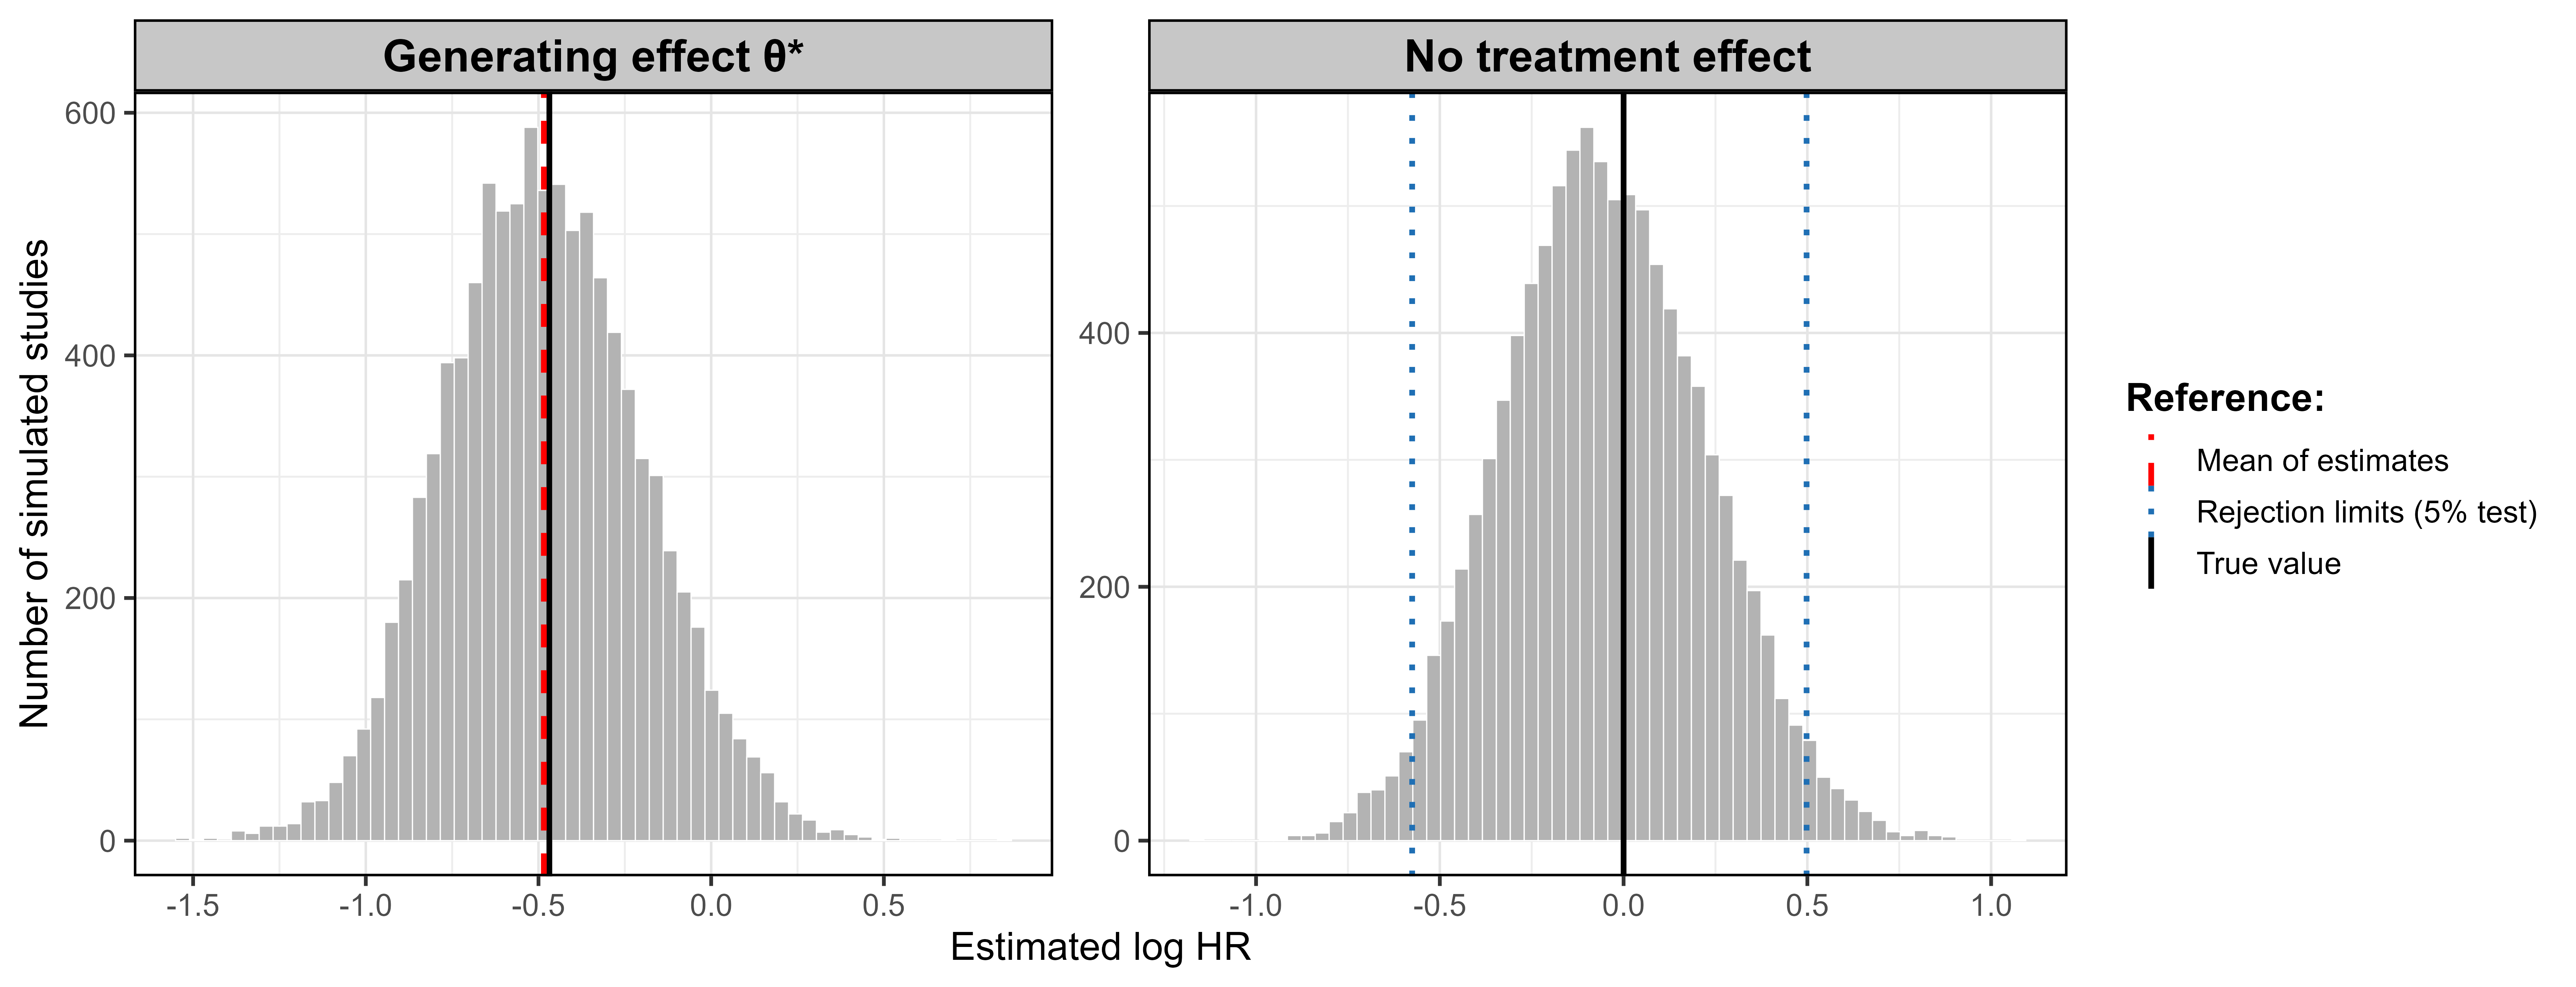 Generating effect θ*
No treatment effect
Number of simulated studies
600
400
200
0
-1.5
-1.0
-0.5
0.0
0.5
400
200
0
-1.0
-0.5
0.0
0.5
1.0
Estimated log HR
Reference:
Mean of estimates
Rejection limits (5% test)
True value